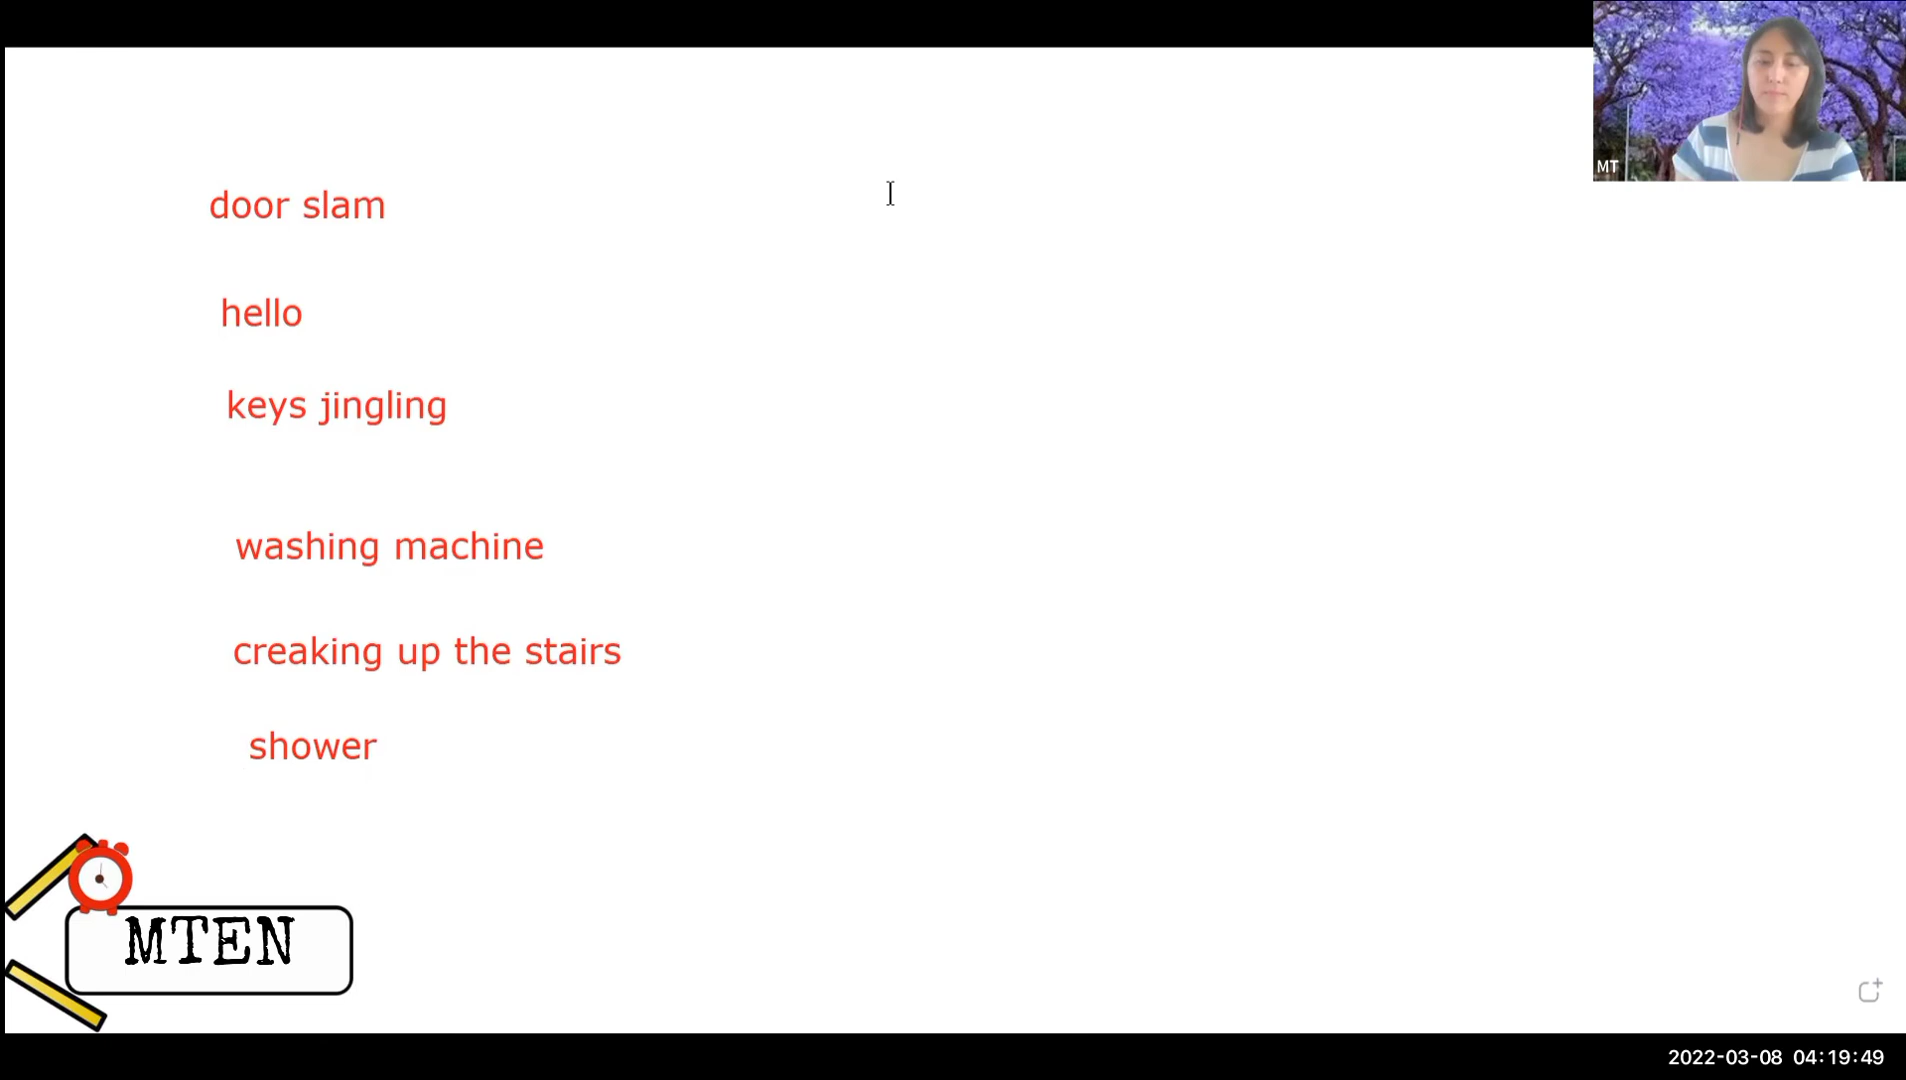 MT
door slam
hello
keys jingling
washing machine
creaking up the stairs
shower
MTEN
2022-03-08 04:19:49